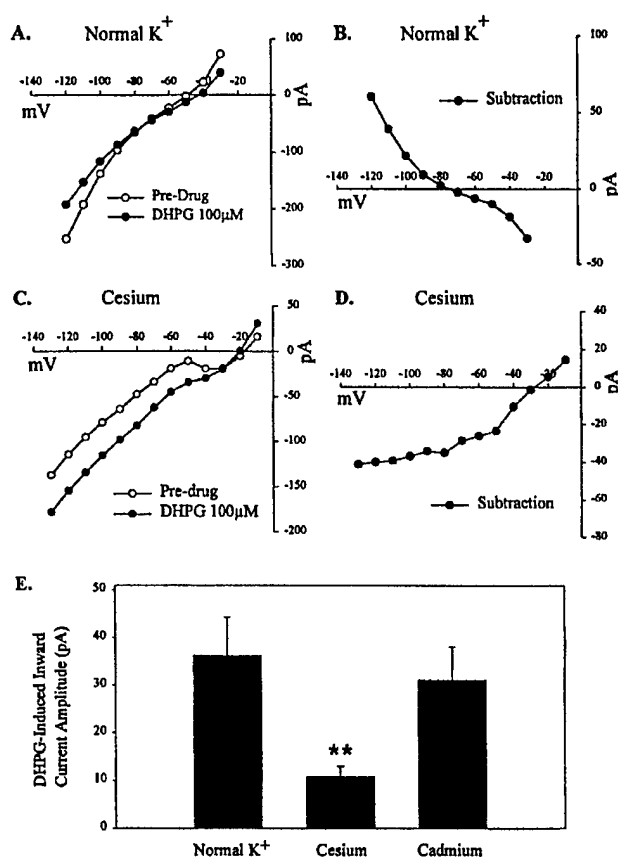 A. Normal K+
100
-140 -120 -100 -80 -60 -40 -20
0
mV
pA
-100
-200
-300
Pre-Drug
DHPG 100µM
B. Normal K+
100
Subtraction
50
-140 -120 -100 -80 -60 -40 -20
0
mV
pA
-50
C. Cesium
50
-140 -120 -100 -80 -60 -40 -20
0
mV
pA
-50
-100
-150
-200
Pre-drug
DHPG 100µM
D. Cesium
40
20
-140 -120 -100 -80 -60 -40 -20
0
mV
pA
-20
-40
-60
-80
Subtraction
E.
DHPG-Induced Inward
Current Amplitude (pA)
50
40
30
20
10
0
**
Normal K+ Cesium Cadmium